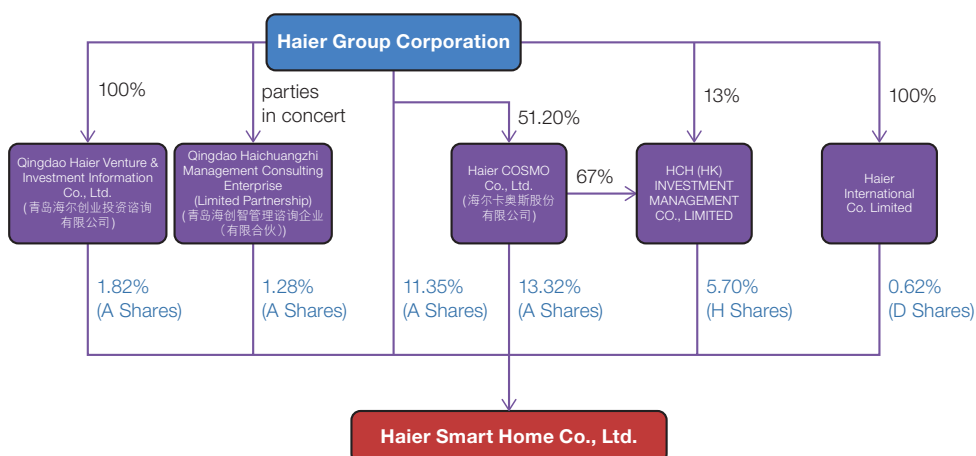 Haier Group Corporation
100%
parties
in concert
51.20%
13%
100%
Qingdao Haier Venture &
Investment Information
Co., Ltd.
(青岛海尔创业投资谘询
有限公司)
Qingdao Haichuangzhi
Management Consulting
Enterprise
(Limited Partnership)
(青岛海创智管理谘询企业
（有限合伙）)
Haier COSMO
Co., Ltd.
(海尔卡奥斯股份
有限公司)
67%
HCH (HK)
INVESTMENT
MANAGEMENT
CO., LIMITED
Haier
International
Co. Limited
1.82%
(A Shares)
1.28%
(A Shares)
11.35%
(A Shares)
13.32%
(A Shares)
5.70%
(H Shares)
0.62%
(D Shares)
Haier Smart Home Co., Ltd.